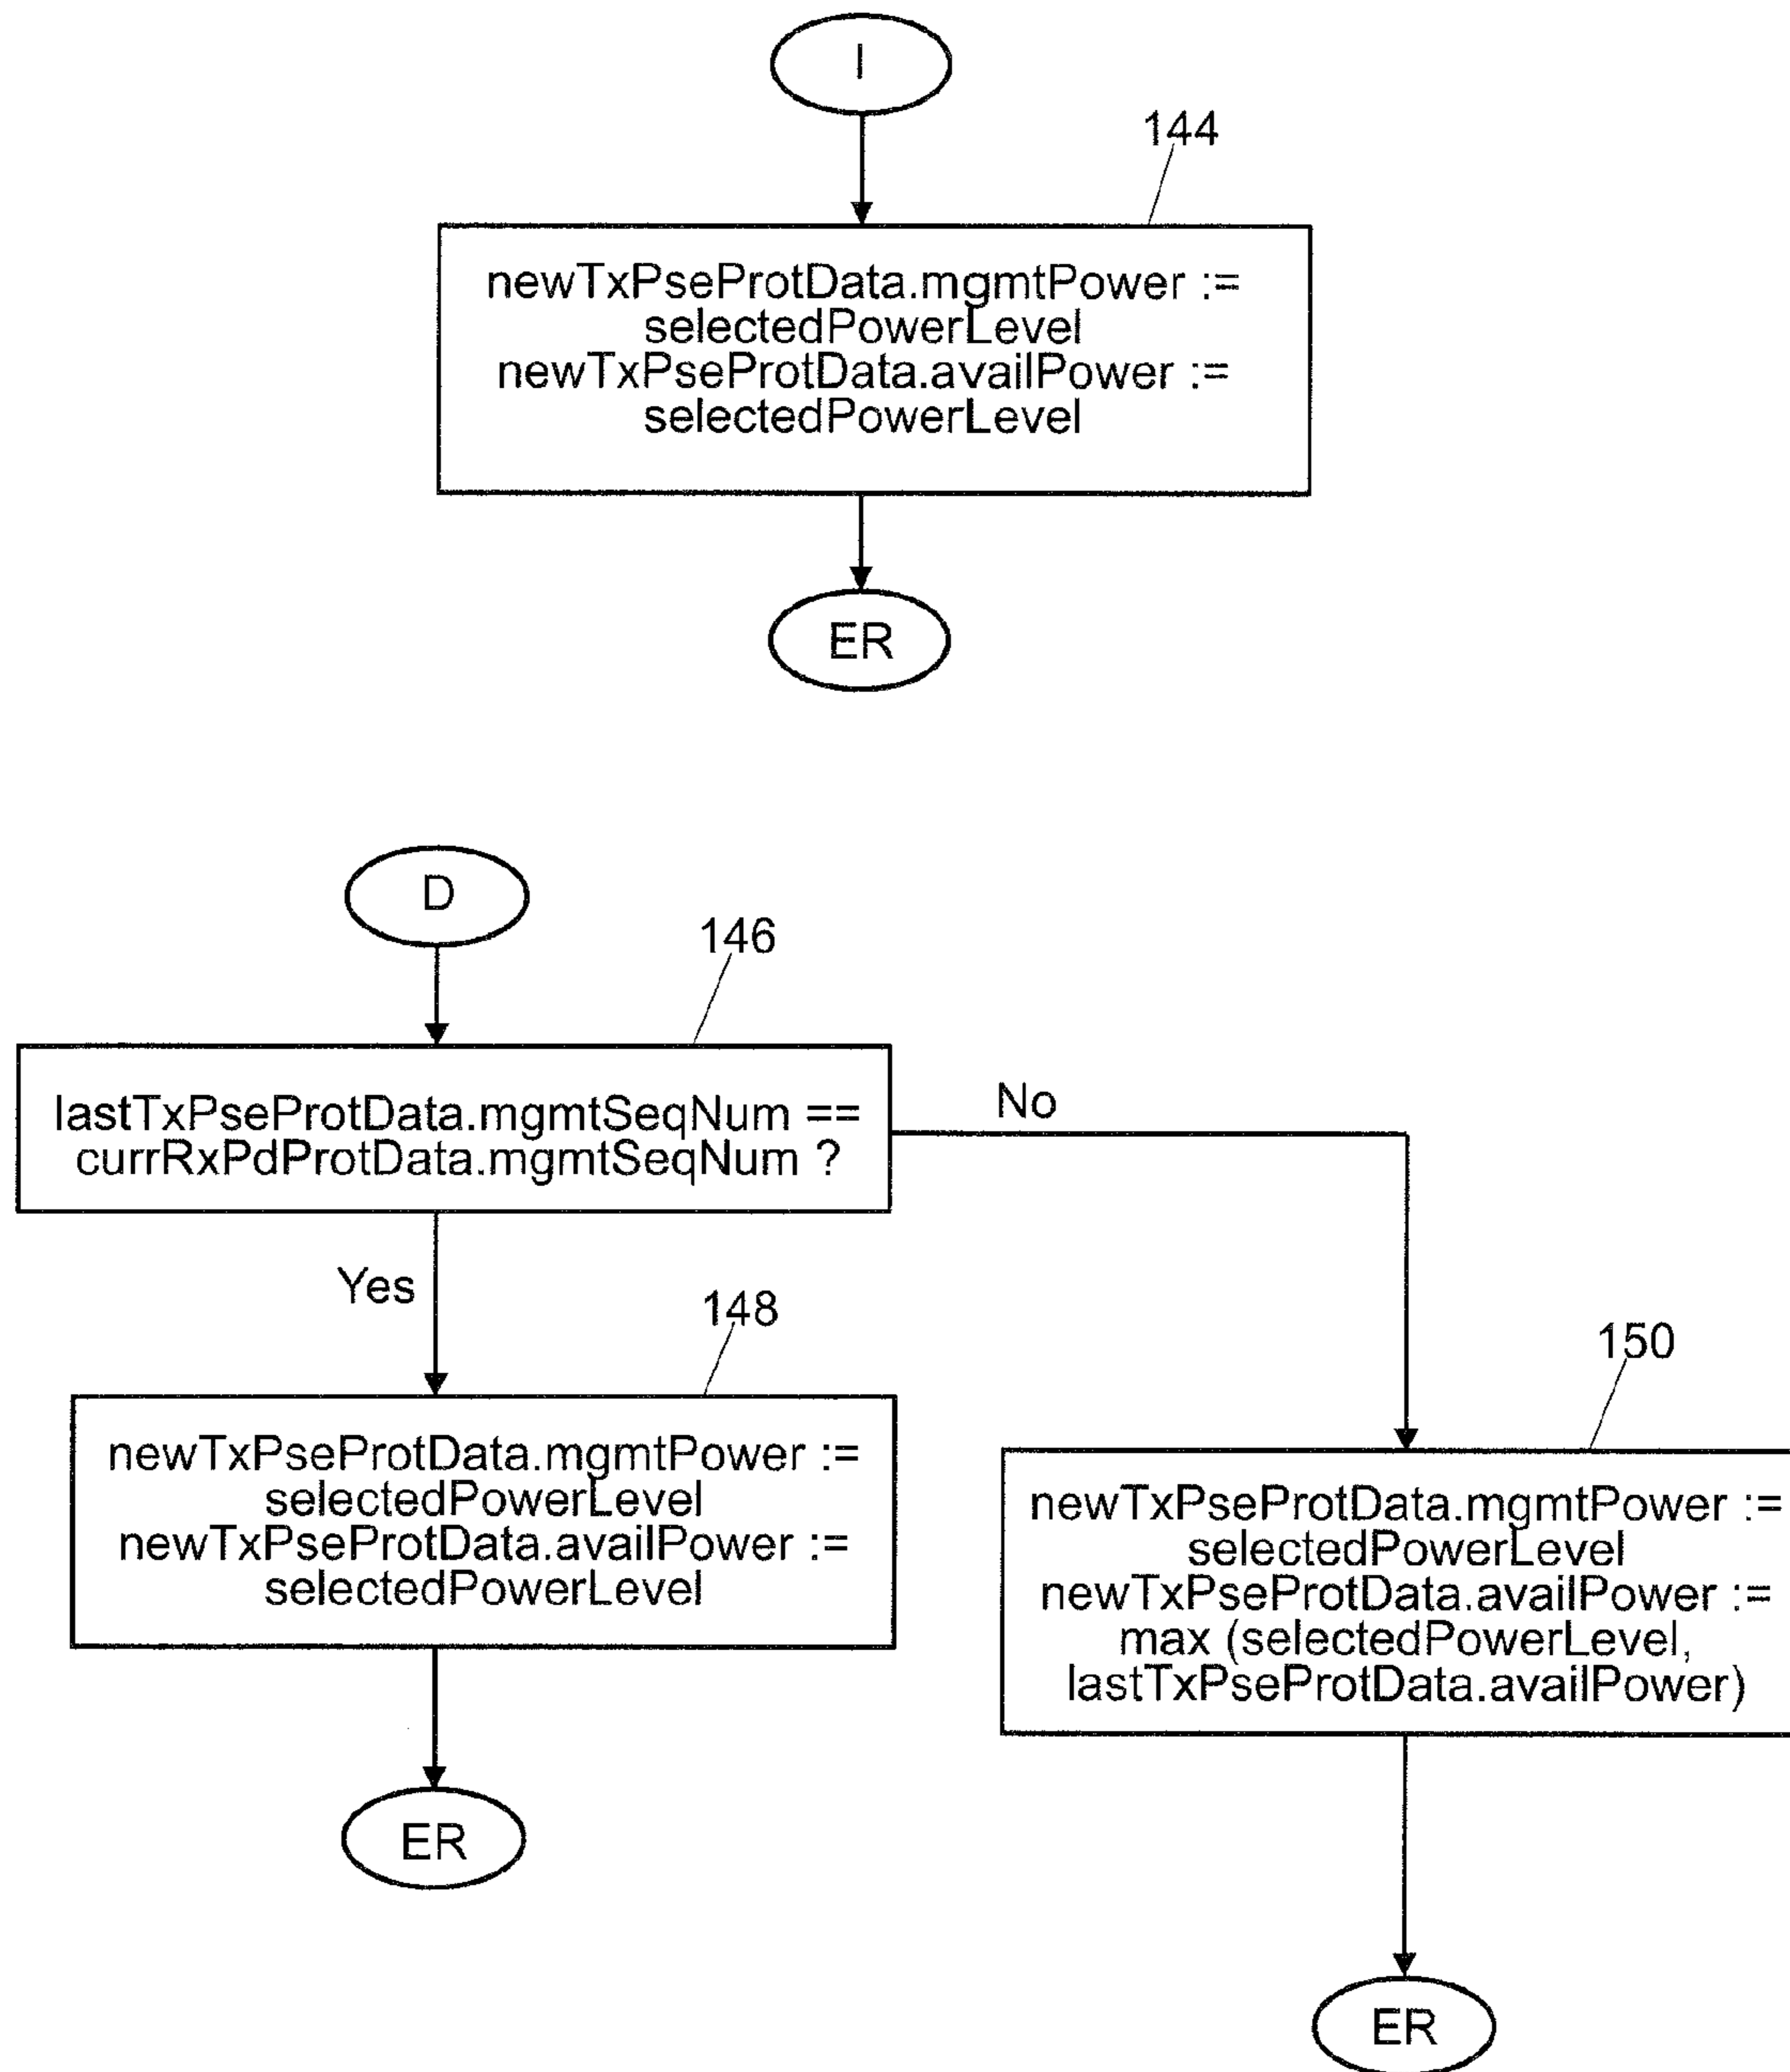 I
144
newTxPseProtData.mgmtPower :=
selectedPowerLevel
newTxPseProtData.availPower :=
selectedPowerLevel
ER
D
146
lastTxPseProtData.mgmtSeqNum ==
currRxPdProtData.mgmtSeqNum ?
No
Yes
148
newTxPseProtData.mgmtPower :=
selectedPowerLevel
newTxPseProtData.availPower :=
selectedPowerLevel
ER
150
newTxPseProtData.mgmtPower :=
selectedPowerLevel
newTxPseProtData.availPower :=
max (selectedPowerLevel,
lastTxPseProtData.availPower)
ER